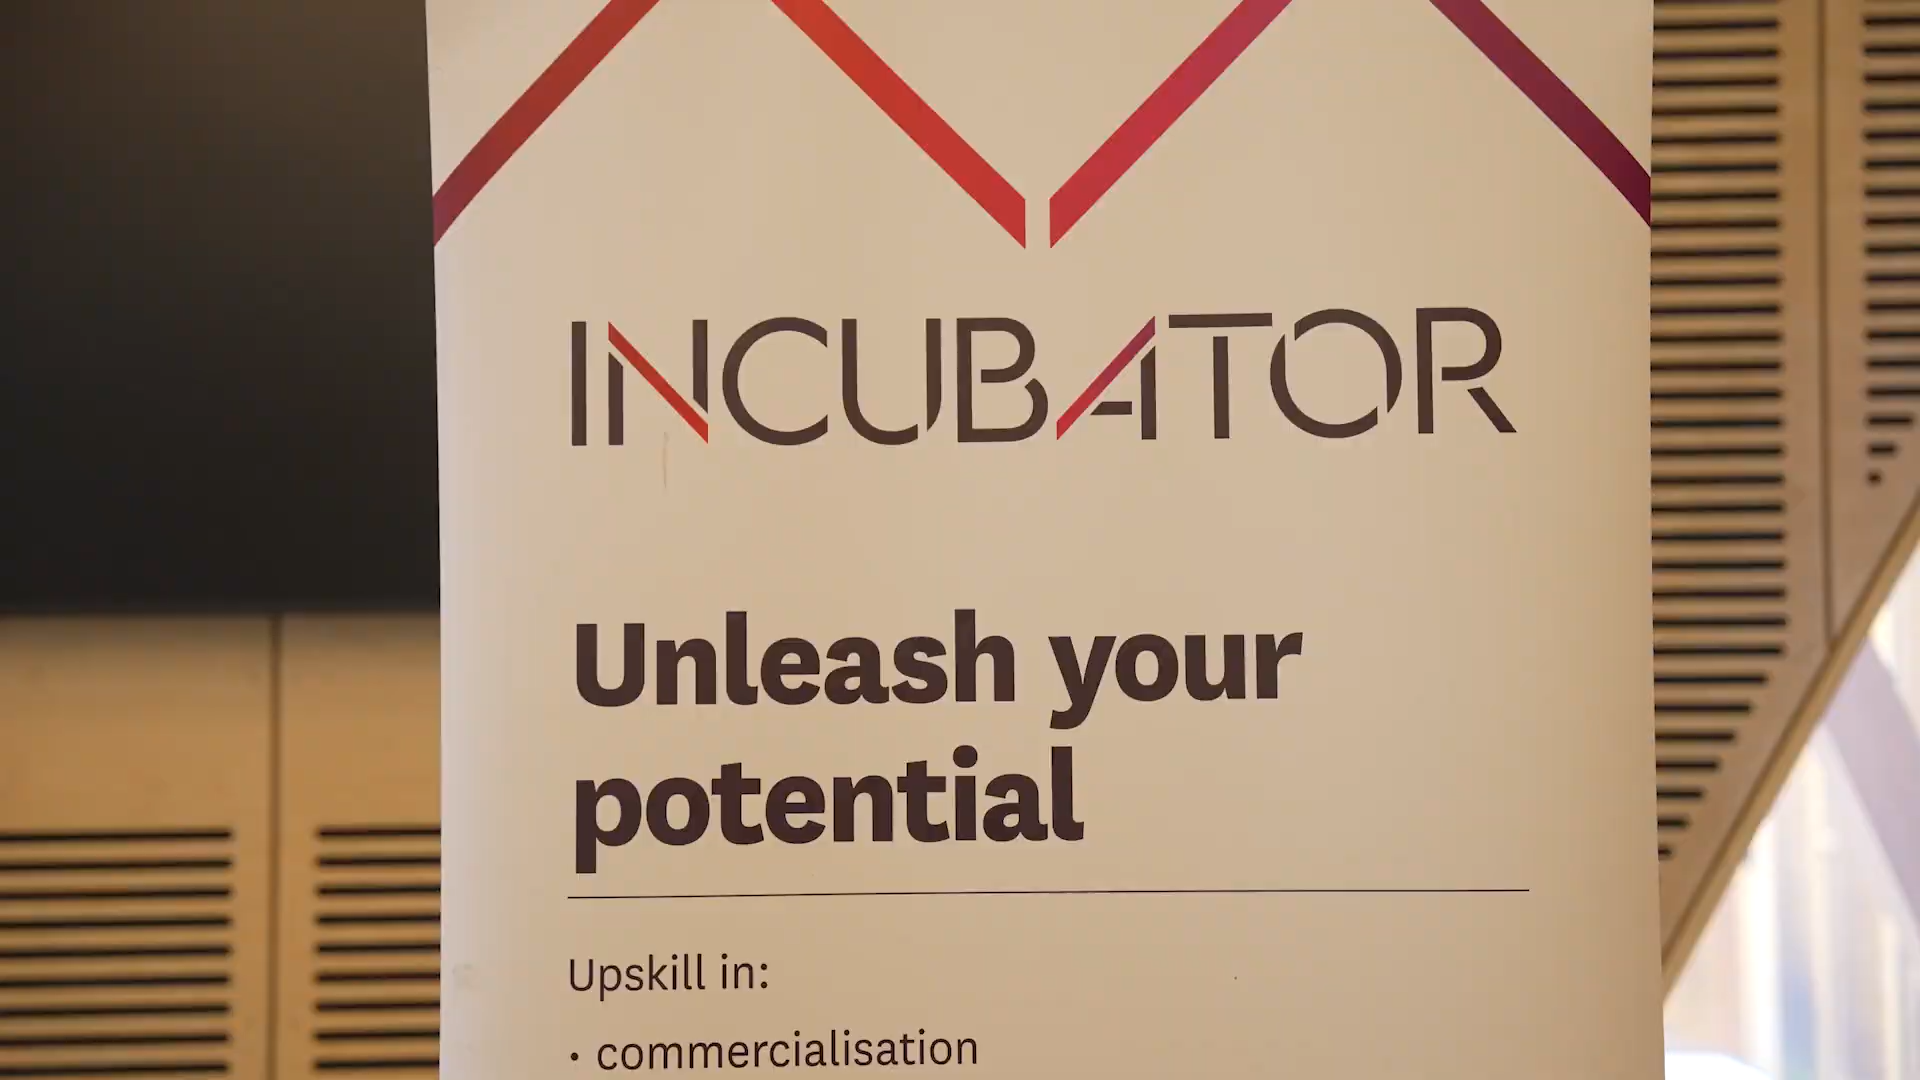 INCUBATOR
Unleash your
potential
Upskill in:
• commercialisation